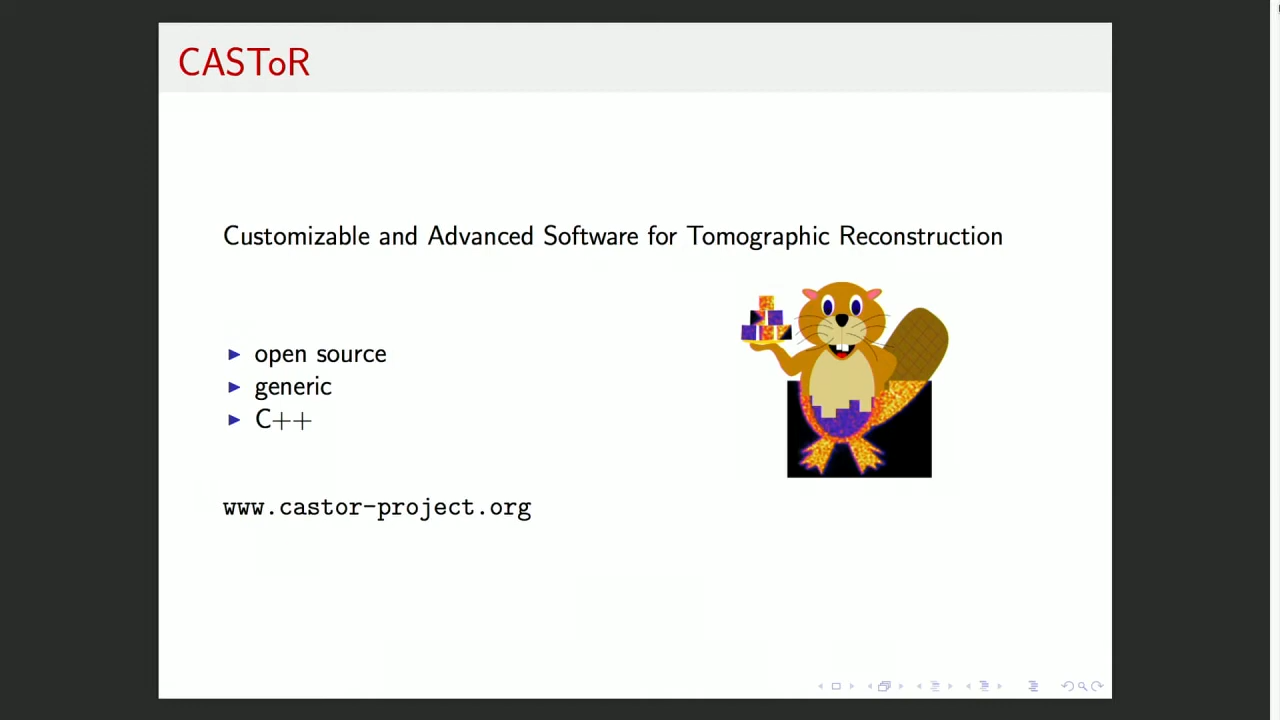 CASToR
Customizable and Advanced Software for Tomographic Reconstruction
open source
generic
C++
www.castor-project.org